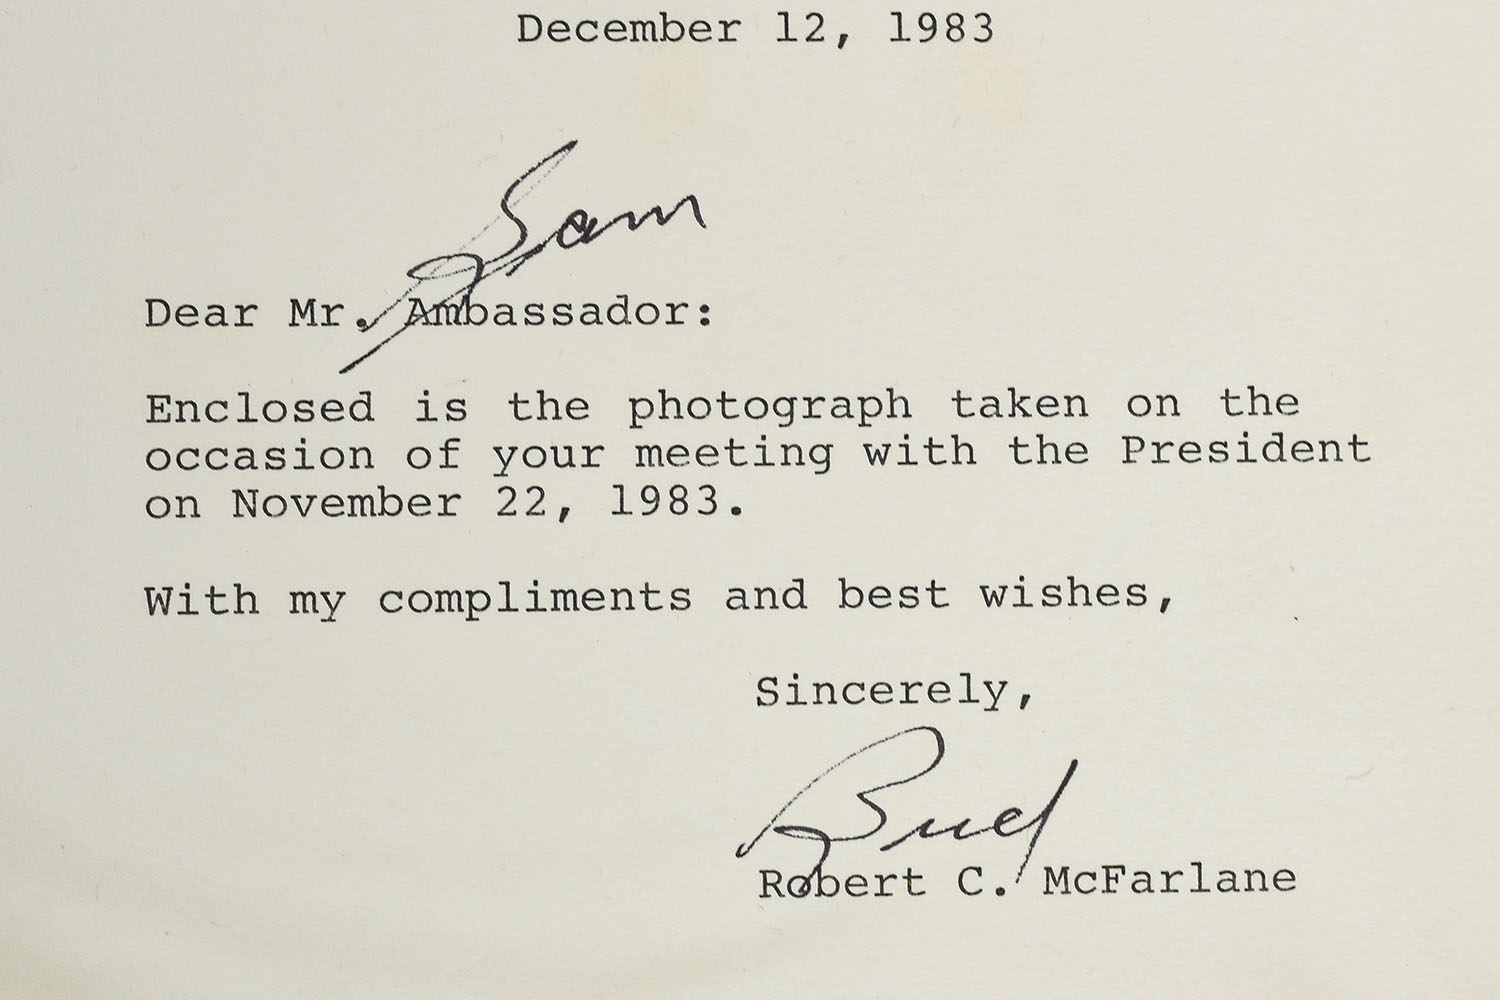 December 12, 1983
Sam
Dear Mr. Ambassador:
Enclosed is the photograph taken on the
occasion of your meeting with the President
on November 22, 1983.
With my compliments and best wishes,
Sincerely,
Bud
Robert C. McFarlane